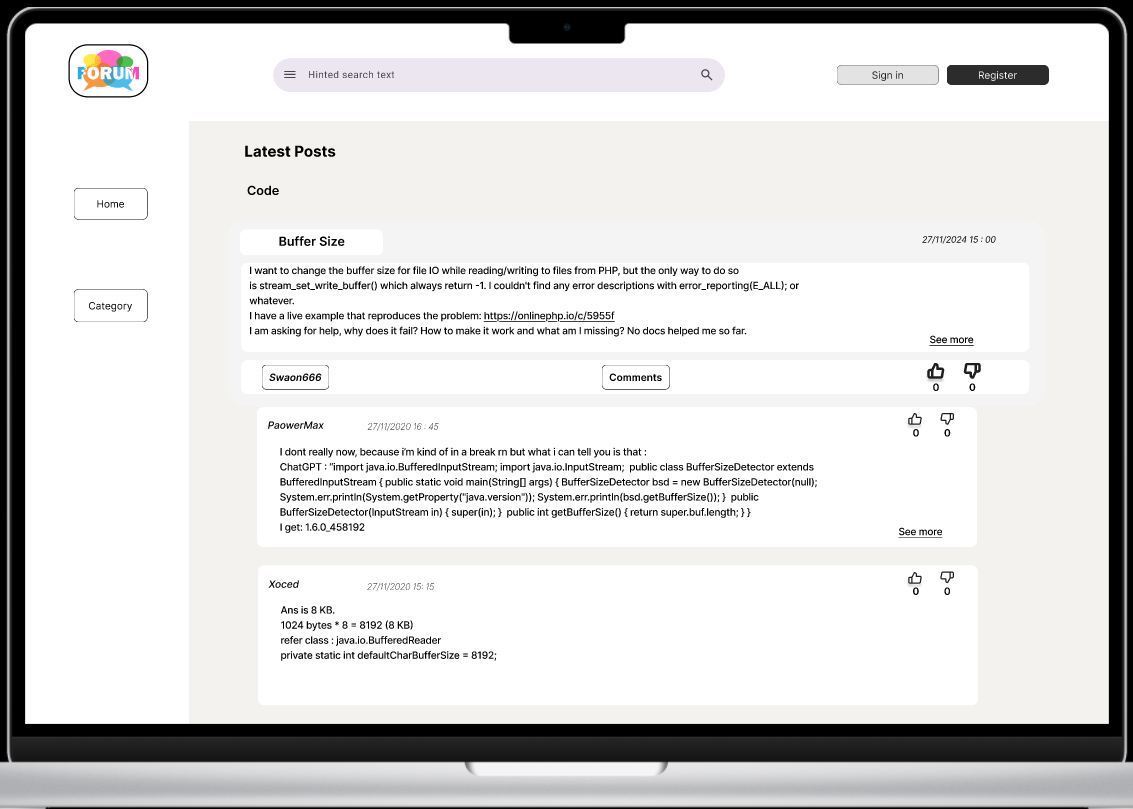 FORUM
Hinted search text
Sign in
Register
Home
Category
Latest Posts
Code
Buffer Size
27/11/2024 15 : 00
I want to change the buffer size for file IO while reading/writing to files from PHP, but the only way to do so
is stream_set_write_buffer() which always return -1. I couldn't find any error descriptions with error_reporting(E_ALL); or
whatever.
I have a live example that reproduces the problem: https://onlinephp.io/c/5955f
I am asking for help, why does it fail? How to make it work and what am I missing? No docs helped me so far.
See more
Swaon666
Comments
0
0
PaowerMax
27/11/2020 16 : 45
0
0
I dont really now, because i'm kind of in a break rn but what i can tell you is that :
ChatGPT : "import java.io.BufferedInputStream; import java.io.InputStream;  public class BufferSizeDetector extends
BufferedInputStream { public static void main(String[] args) { BufferSizeDetector bsd = new BufferSizeDetector(null);
System.err.println(System.getProperty("java.version")); System.err.println(bsd.getBufferSize()); }  public
BufferSizeDetector(InputStream in) { super(in); }  public int getBufferSize() { return super.buf.length; } }
I get: 1.6.0_458192
See more
Xoced
27/11/2020 15: 15
0
0
Ans is 8 KB.
1024 bytes * 8 = 8192 (8 KB)
refer class : java.io.BufferedReader
private static int defaultCharBufferSize = 8192;